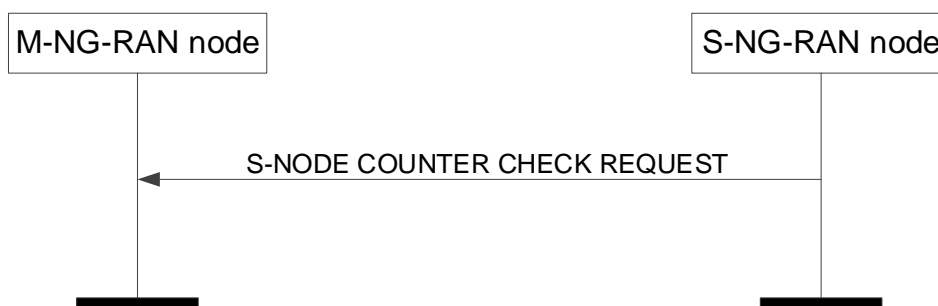 M-NG-RAN node
S-NG-RAN node
S-NODE COUNTER CHECK REQUEST